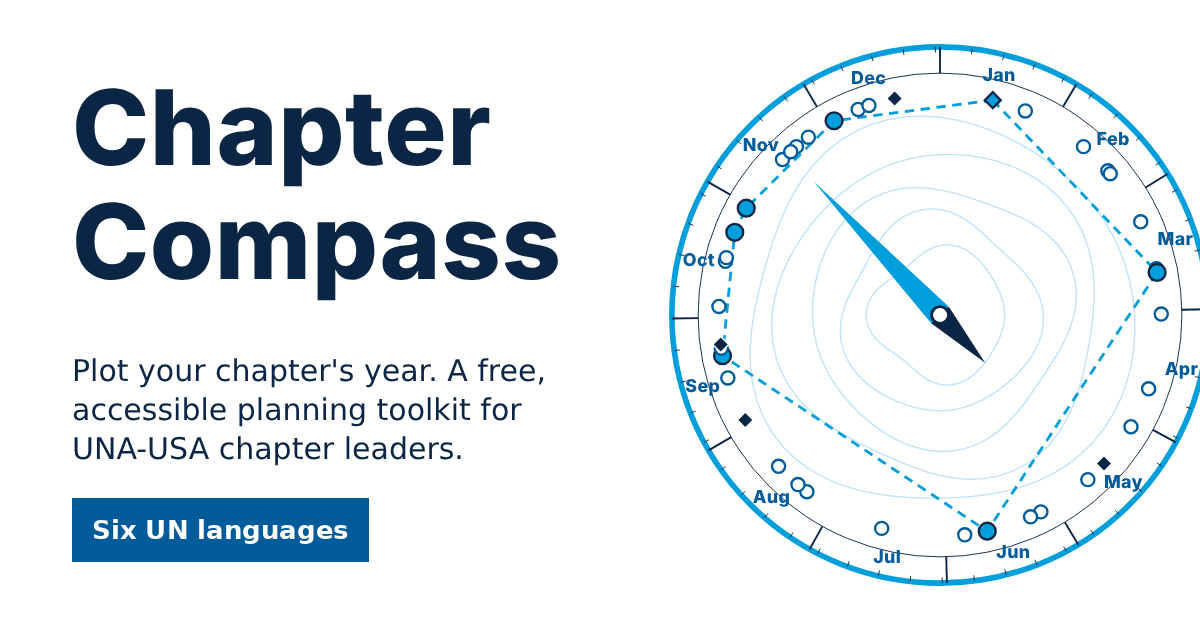 Chapter
Compass
Plot your chapter's year. A free,
accessible planning toolkit for
UNA-USA chapter leaders.
Six UN languages
Jan
Feb
Mar
Apr
May
Jun
Jul
Aug
Sep
Oct
Nov
Dec